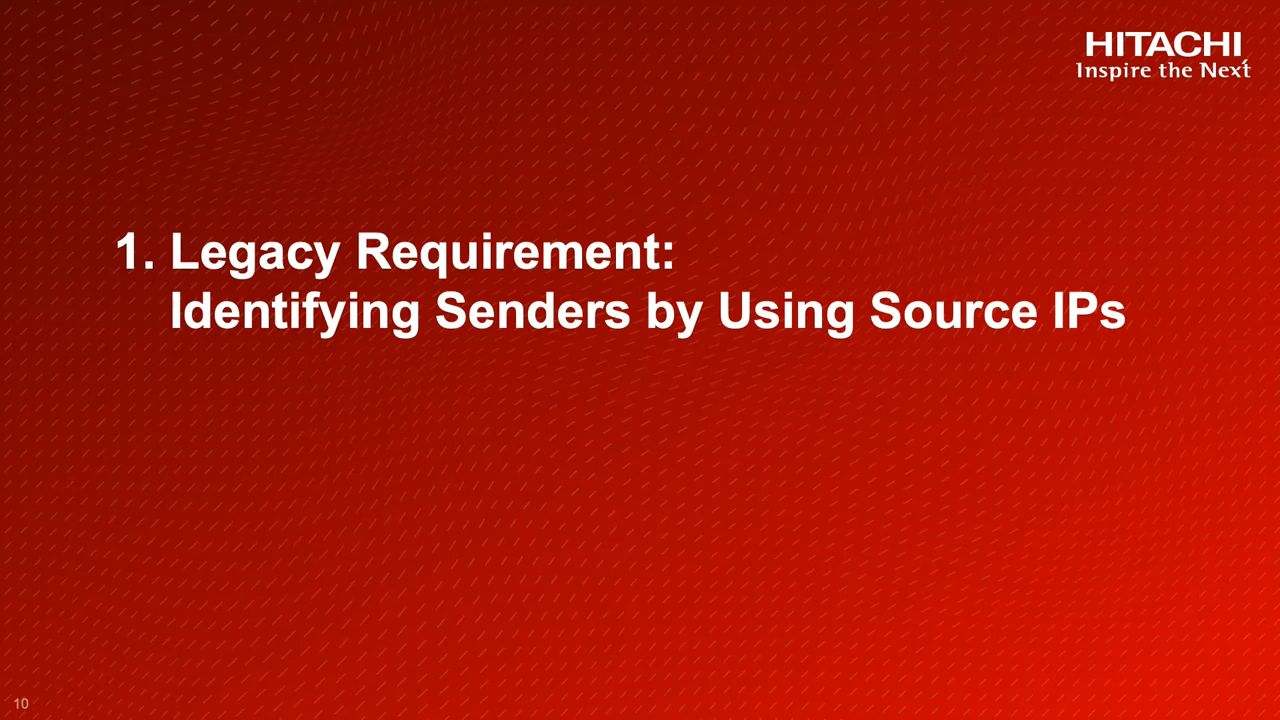 HITACHI
Inspire the Next
1. Legacy Requirement:
Identifying Senders by Using Source IPs
10